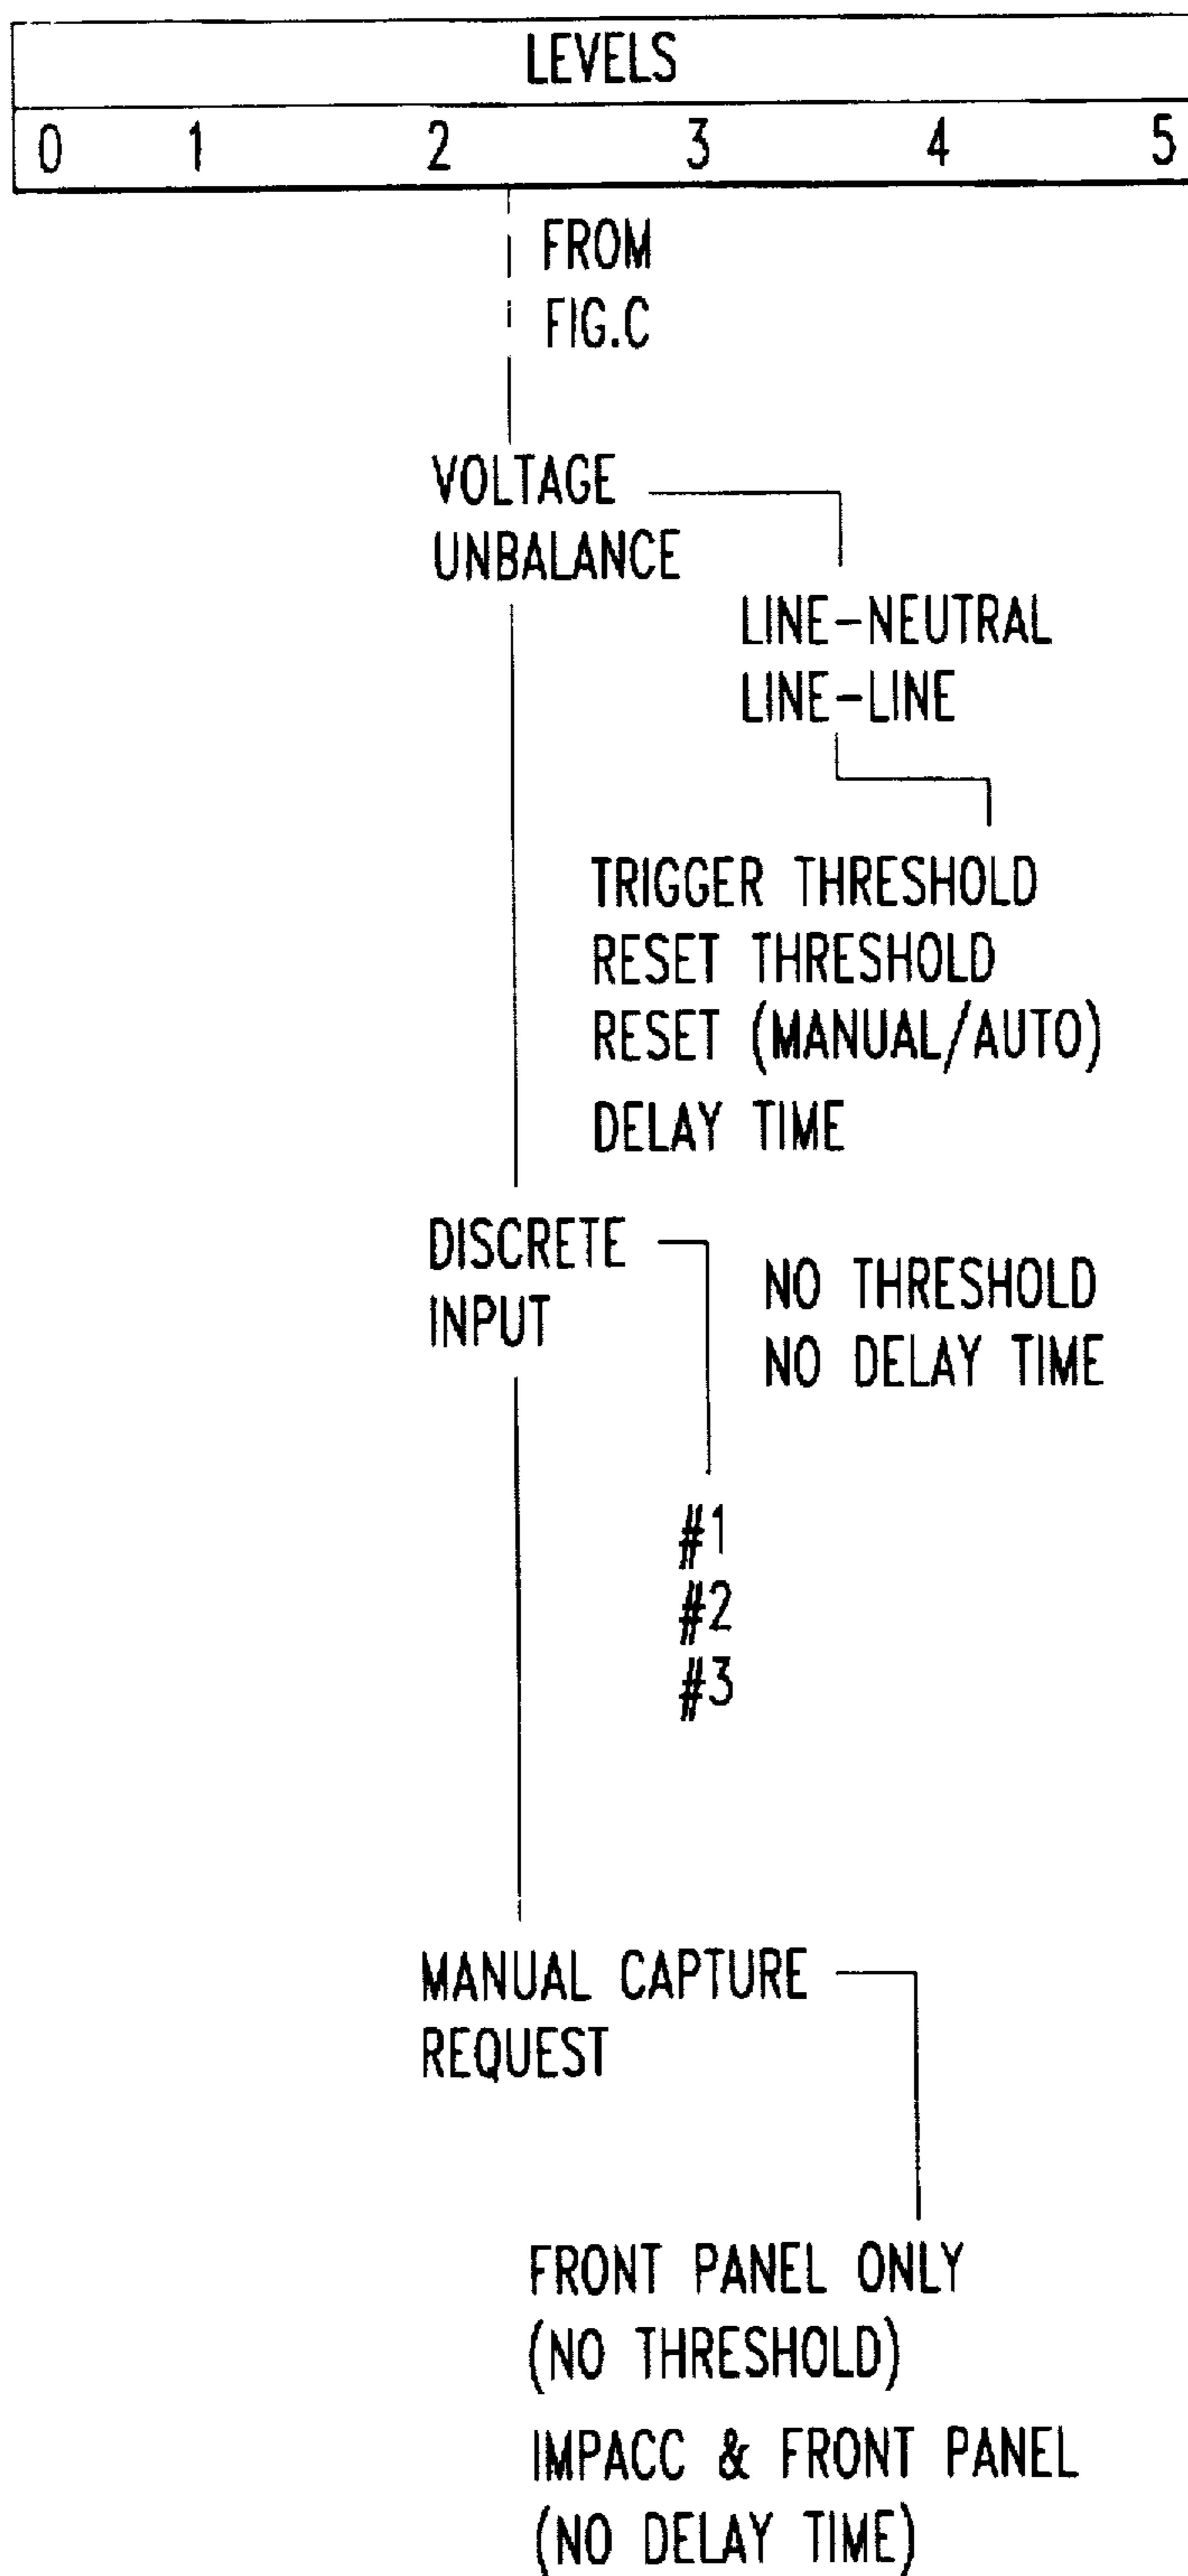 LEVELS
0 1 2 3 4 5
FROM
FIG.C
VOLTAGE
UNBALANCE
LINE-NEUTRAL
LINE-LINE
TRIGGER THRESHOLD
RESET THRESHOLD
RESET (MANUAL/AUTO)
DELAY TIME
DISCRETE
INPUT
NO THRESHOLD
NO DELAY TIME
#1
#2
#3
MANUAL CAPTURE
REQUEST
FRONT PANEL ONLY
(NO THRESHOLD)
IMPACC & FRONT PANEL
(NO DELAY TIME)